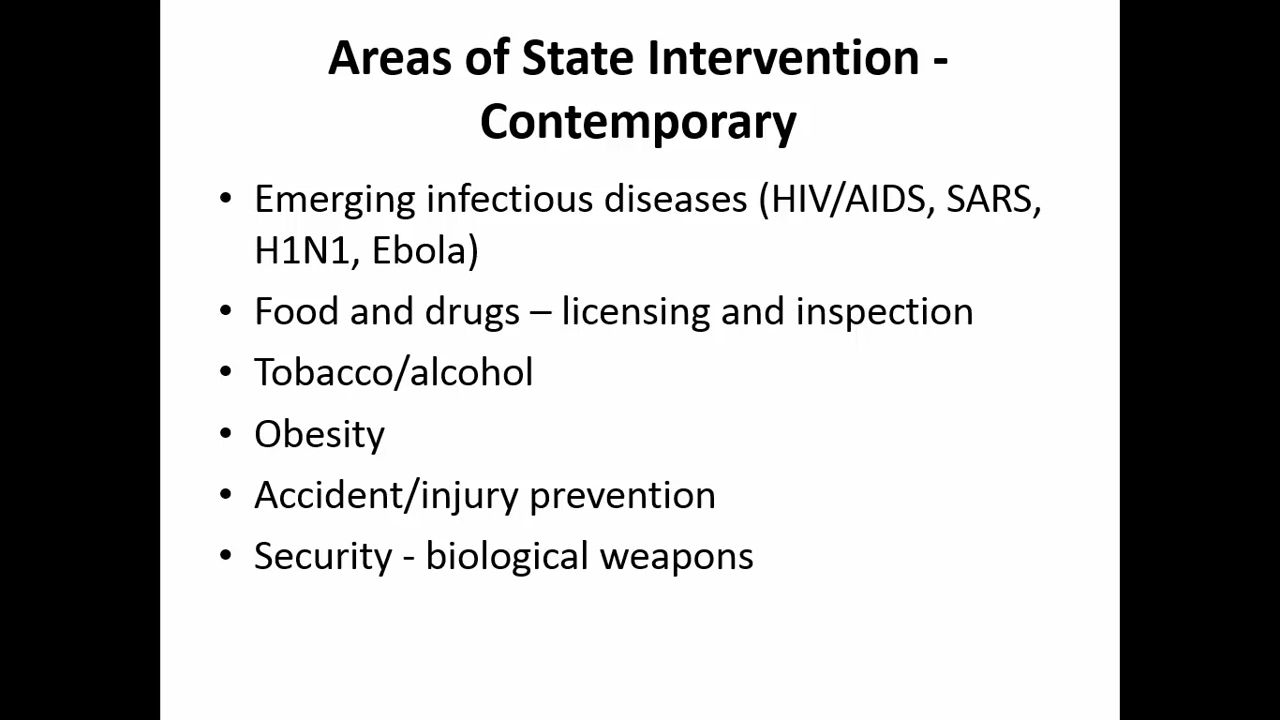 Areas of State Intervention -
Contemporary
• Emerging infectious diseases (HIV/AIDS, SARS,
H1N1, Ebola)
• Food and drugs – licensing and inspection
• Tobacco/alcohol
• Obesity
• Accident/injury prevention
• Security - biological weapons